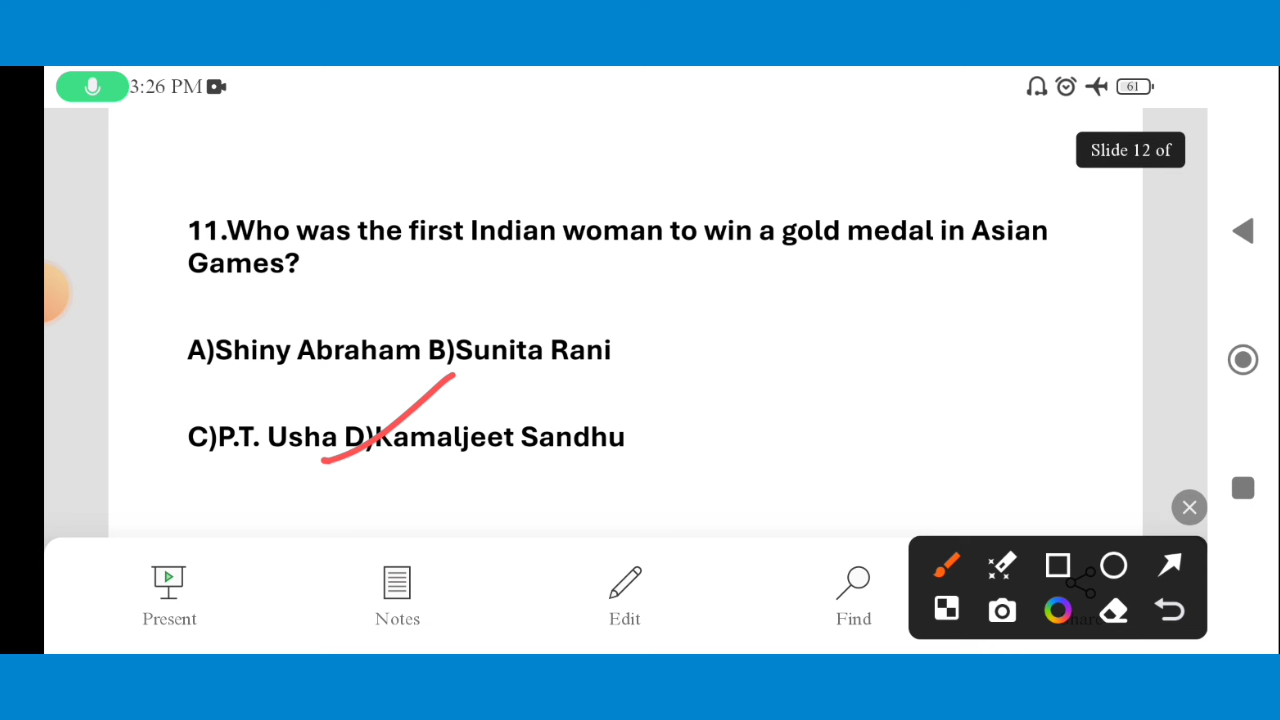 3:26 PM
61
Slide 12 of
11.Who was the first Indian woman to win a gold medal in Asian
Games?
A)Shiny Abraham B)Sunita Rani
C)P.T. Usha D)Kamaljeet Sandhu
Present
Notes
Edit
Find